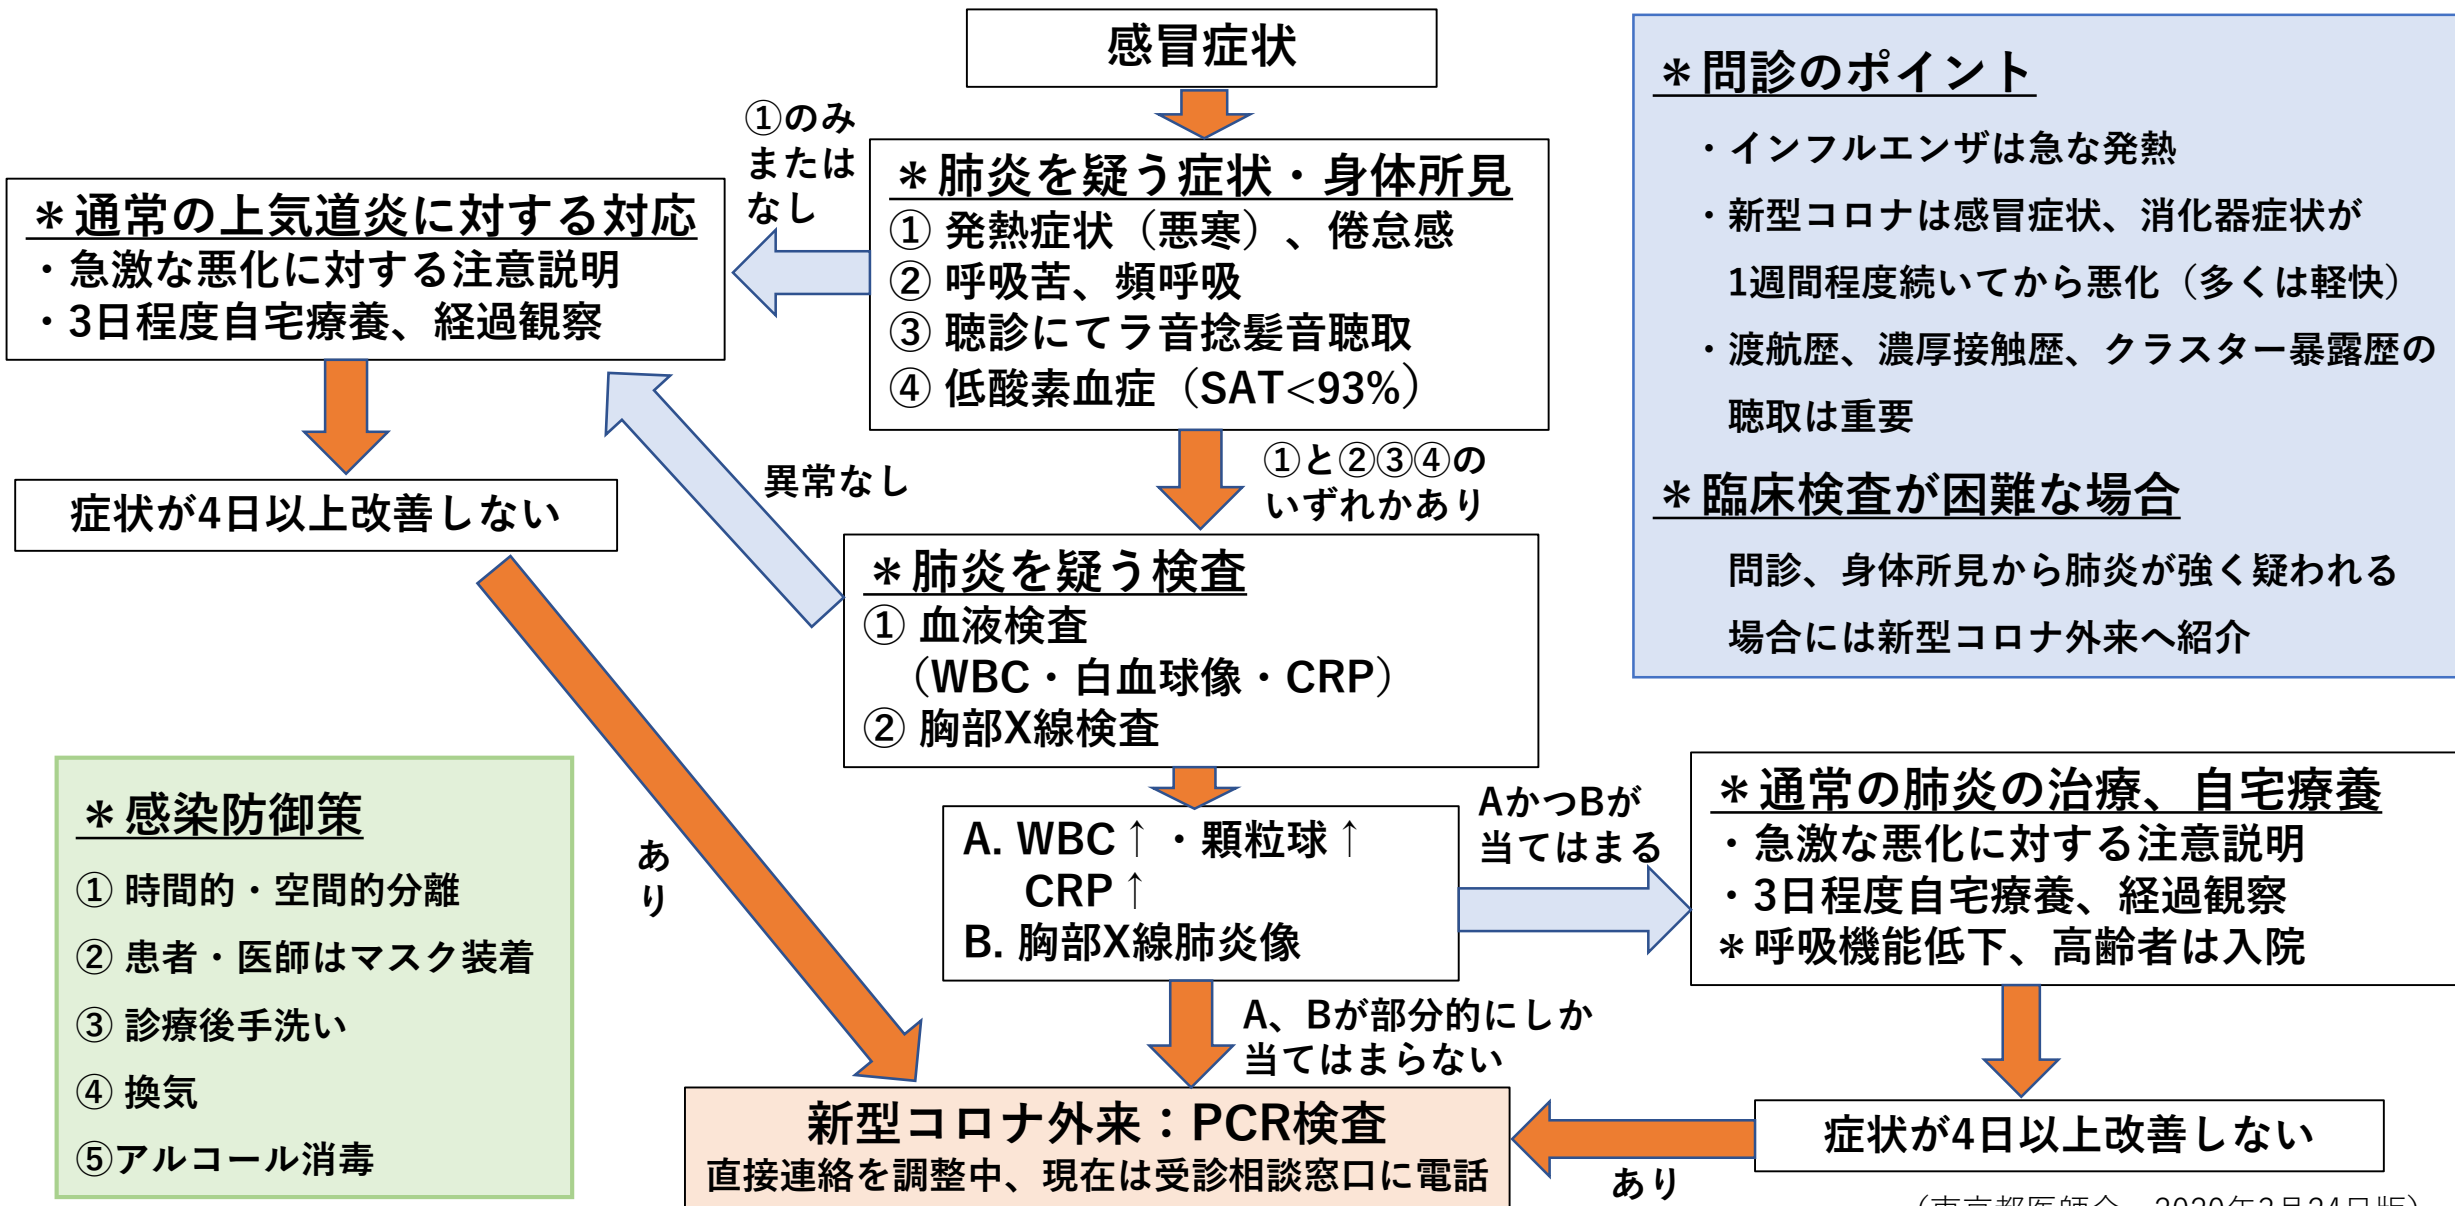 感冒症状
①のみ
または
なし
＊肺炎を疑う症状・身体所見
① 発熱症状（悪寒）、倦怠感
② 呼吸苦、頻呼吸
③ 聴診にてラ音捻髪音聴取
④ 低酸素血症（SAT<93%）
＊通常の上気道炎に対する対応
・急激な悪化に対する注意説明
・3日程度自宅療養、経過観察
症状が4日以上改善しない
異常なし
①と②③④の
いずれかあり
＊肺炎を疑う検査
① 血液検査
（WBC・白血球像・CRP）
② 胸部X線検査
A. WBC↑・顆粒球↑
CRP↑
B. 胸部X線肺炎像
AかつBが
当てはまる
＊通常の肺炎の治療、自宅療養
・急激な悪化に対する注意説明
・3日程度自宅療養、経過観察
＊呼吸機能低下、高齢者は入院
A、Bが部分的にしか
当てはまらない
症状が4日以上改善しない
あり
あ
り
新型コロナ外来：PCR検査
直接連絡を調整中、現在は受診相談窓口に電話
＊問診のポイント
・インフルエンザは急な発熱
・新型コロナは感冒症状、消化器症状が
1週間程度続いてから悪化（多くは軽快）
・渡航歴、濃厚接触歴、クラスター暴露歴の
聴取は重要
＊臨床検査が困難な場合
問診、身体所見から肺炎が強く疑われる
場合には新型コロナ外来へ紹介
＊感染防御策
① 時間的・空間的分離
② 患者・医師はマスク装着
③ 診療後手洗い
④ 換気
⑤アルコール消毒
（東京都医師会 2020年3月24日版）